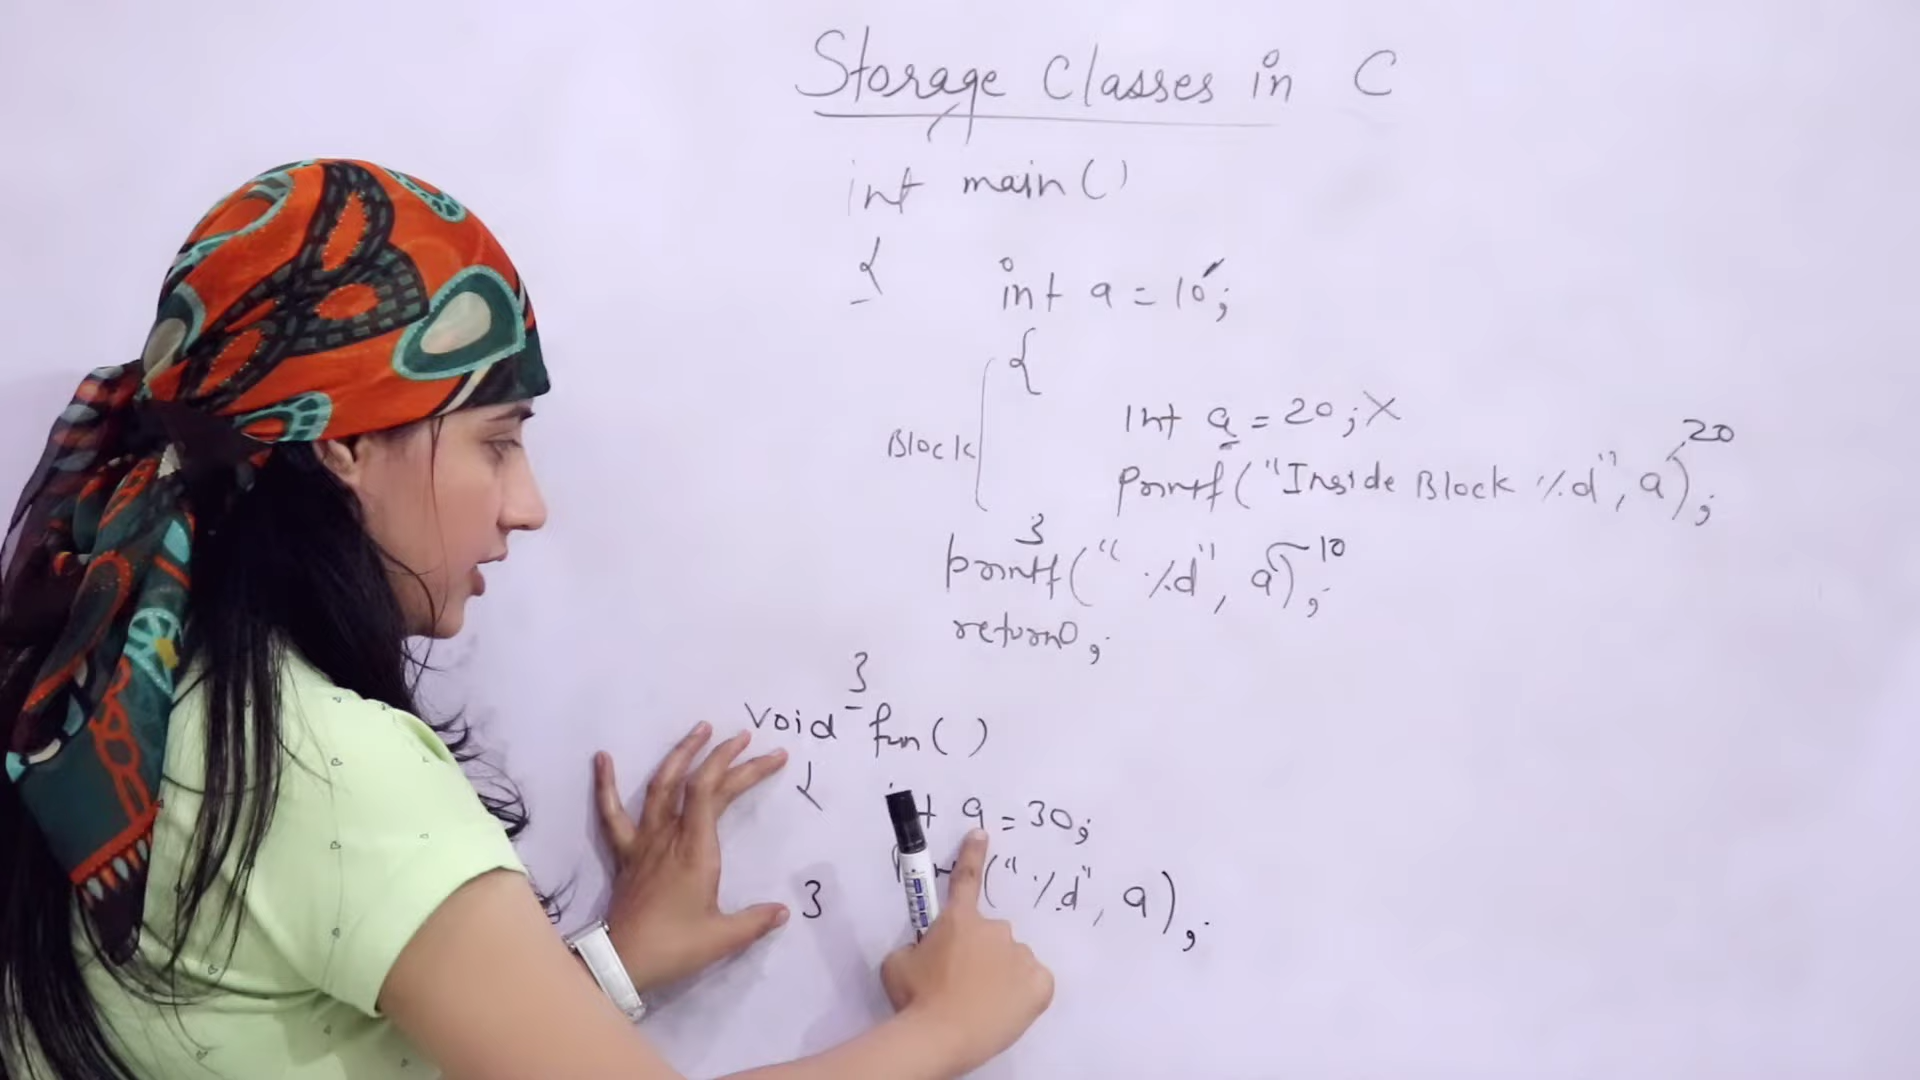 Storage Classes in C
int main()
{
int a = 10;
{
Block
int a = 20; X
20
printf("Inside Block %d", a);
}
printf(" %d", a); 10
return 0;
}
void fun()
{
a = 30;
("%d", a);
}